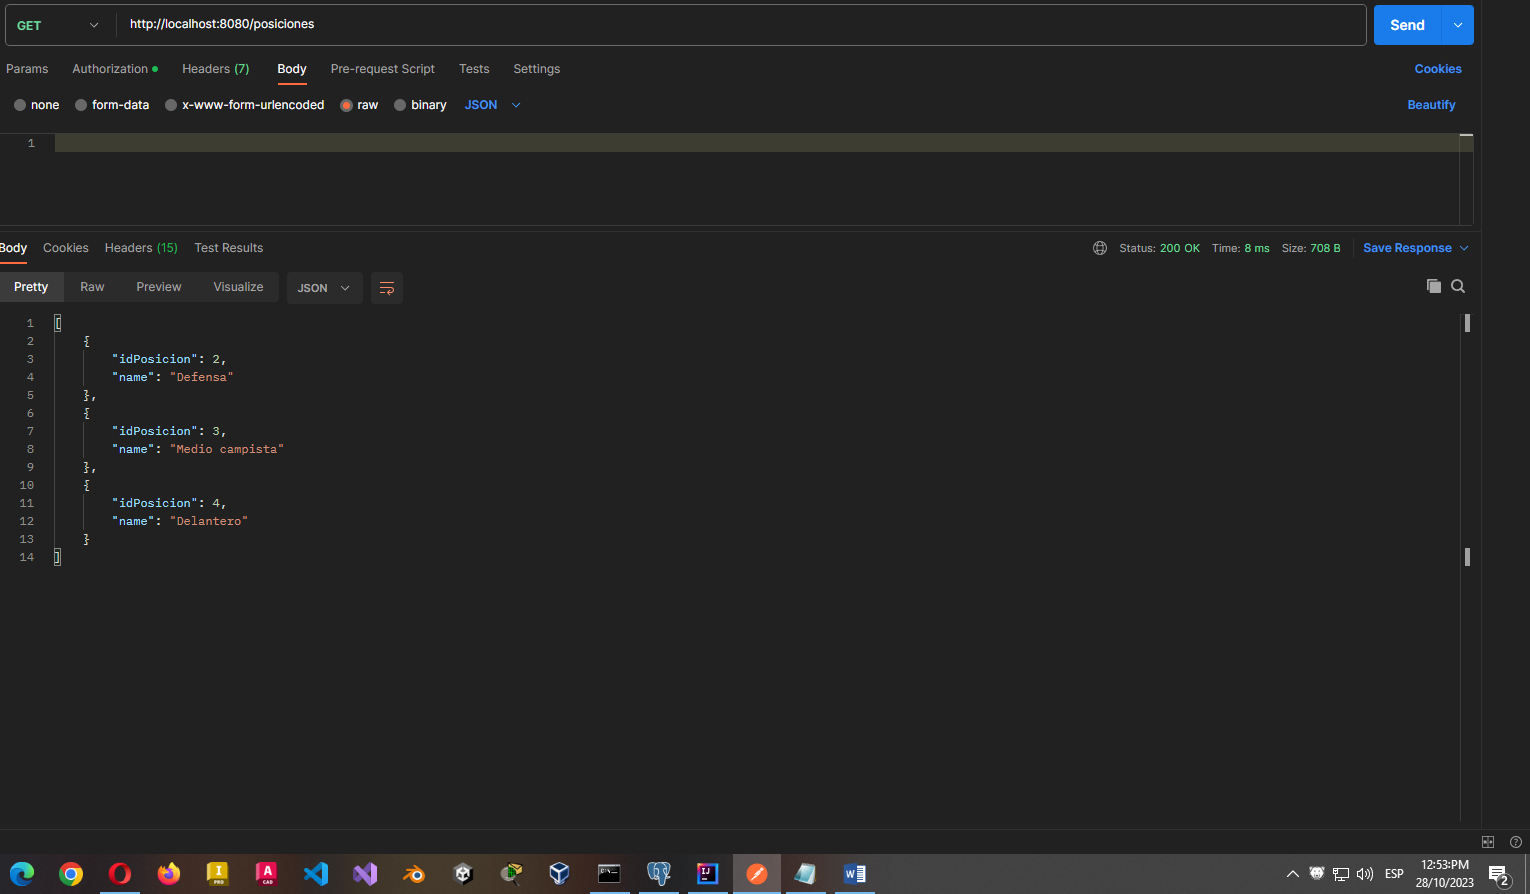 GET http://localhost:8080/posiciones Send
Params Authorization Headers (7) Body Pre-request Script Tests Settings Cookies
none form-data x-www-form-urlencoded raw binary JSON Beautify
1
Body Cookies Headers (15) Test Results Status: 200 OK Time: 8 ms Size: 708 B Save Response
Pretty Raw Preview Visualize JSON
1 [
2 {
3 "idPosicion": 2,
4 "name": "Defensa"
5 },
6 {
7 "idPosicion": 3,
8 "name": "Medio campista"
9 },
10 {
11 "idPosicion": 4,
12 "name": "Delantero"
13 }
14 ]
ESP 12:53:PM
28/10/2023 2